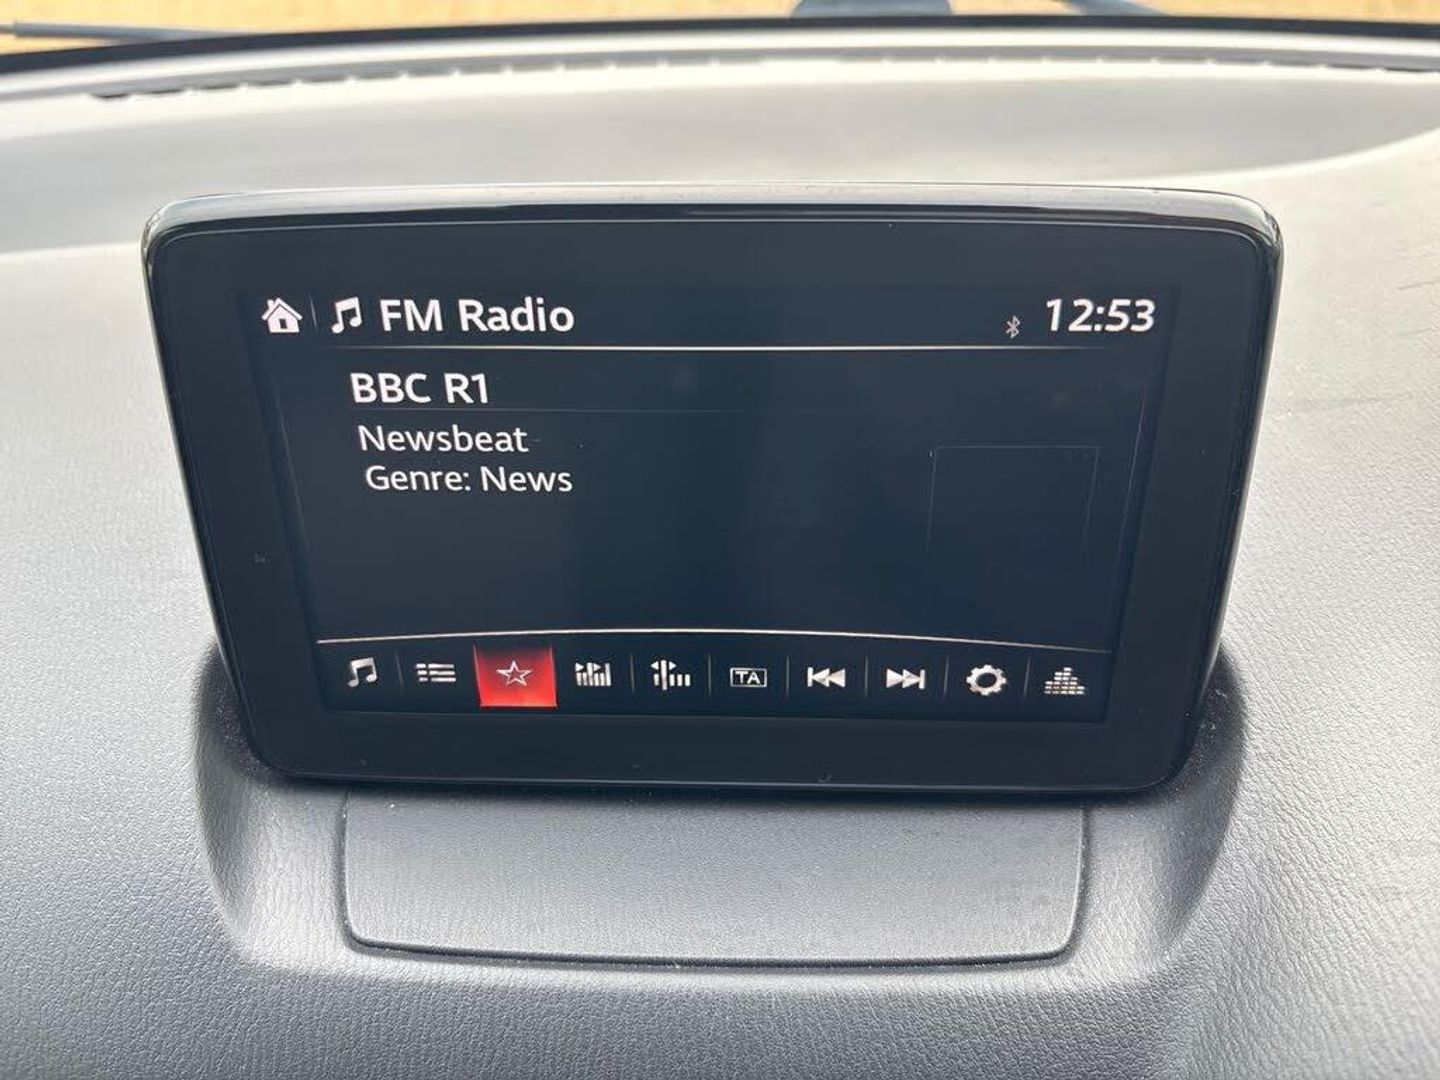 FM Radio
12:53
BBC R1
Newsbeat
Genre: News
TA